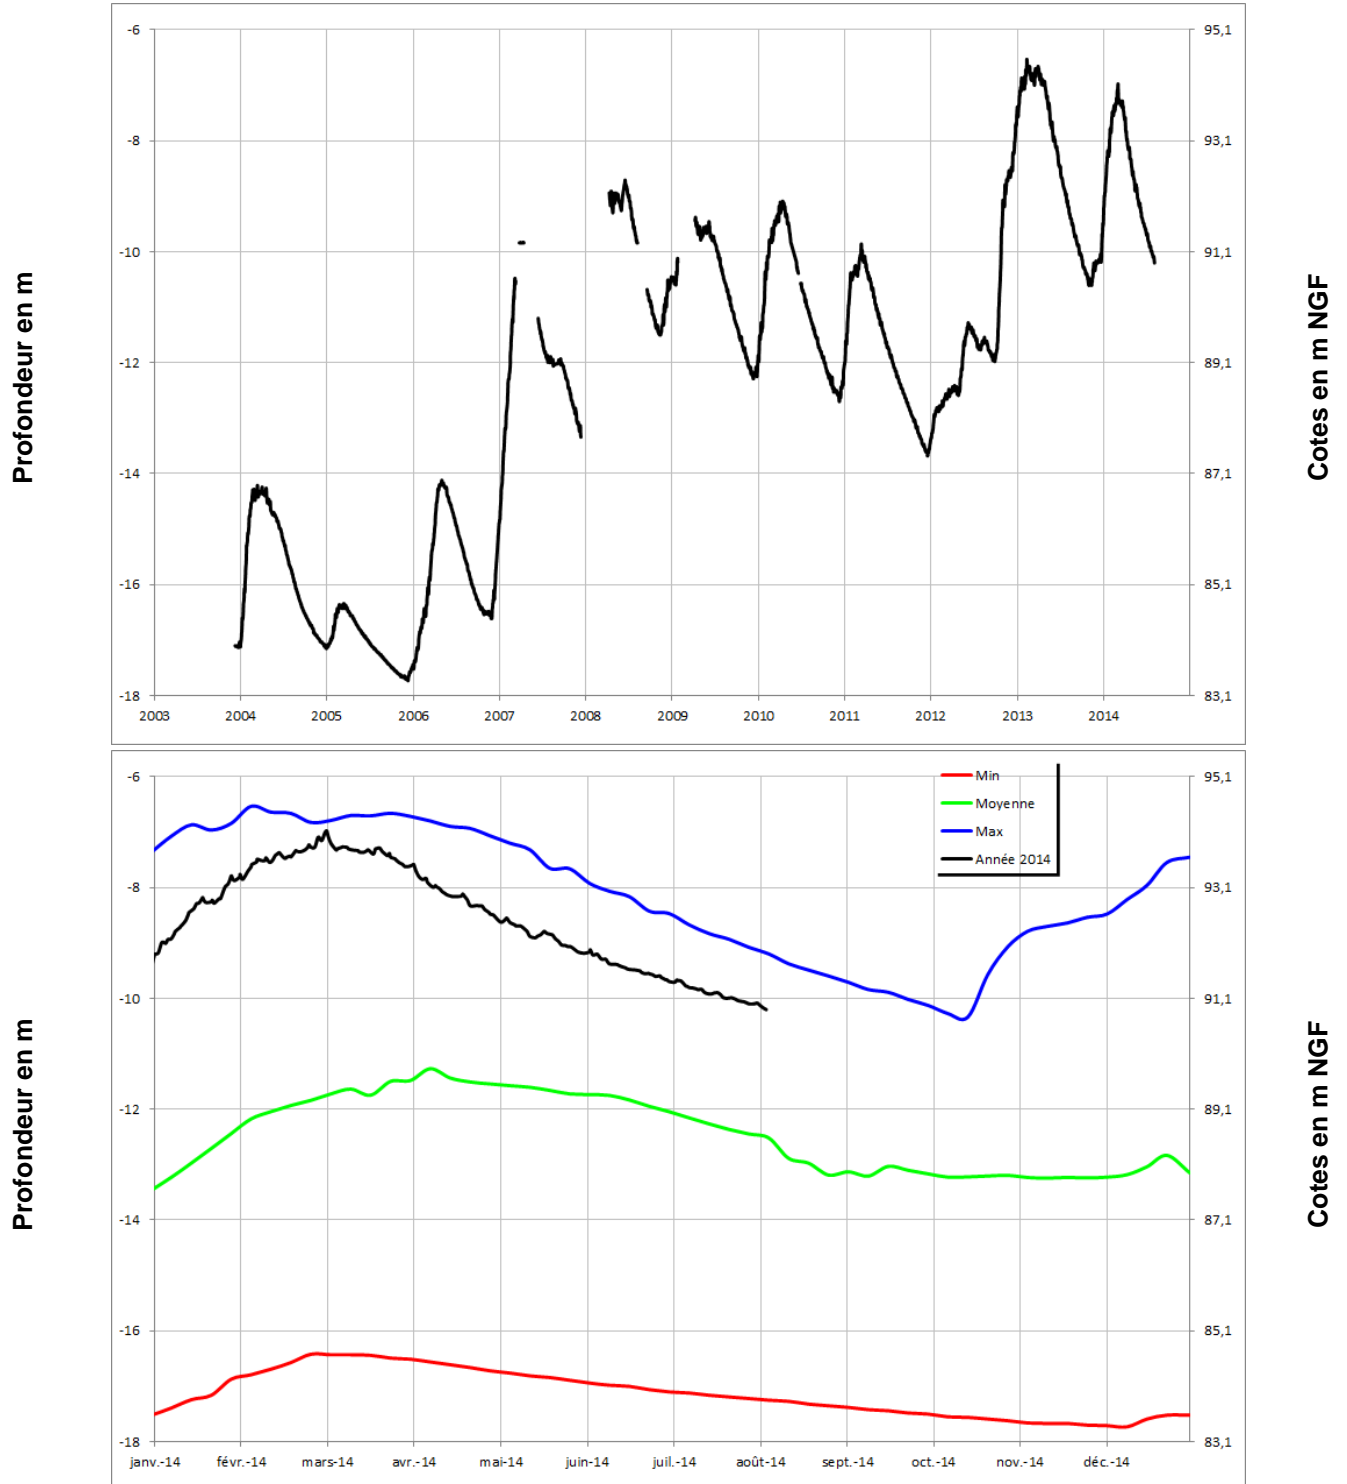 Profondeur en m
-6
-8
-10
-12
-14
-16
-18
95,1
93,1
91,1
89,1
87,1
85,1
83,1
Cotes en m NGF
2003 2004 2005 2006 2007 2008 2009 2010 2011 2012 2013 2014
Profondeur en m
-6
-8
-10
-12
-14
-16
-18
Min
Moyenne
Max
Année 2014
95,1
93,1
91,1
89,1
87,1
85,1
83,1
Cotes en m NGF
janv.-14 févr.-14 mars-14 avr.-14 mai-14 juin-14 juil.-14 août-14 sept.-14 oct.-14 nov.-14 déc.-14